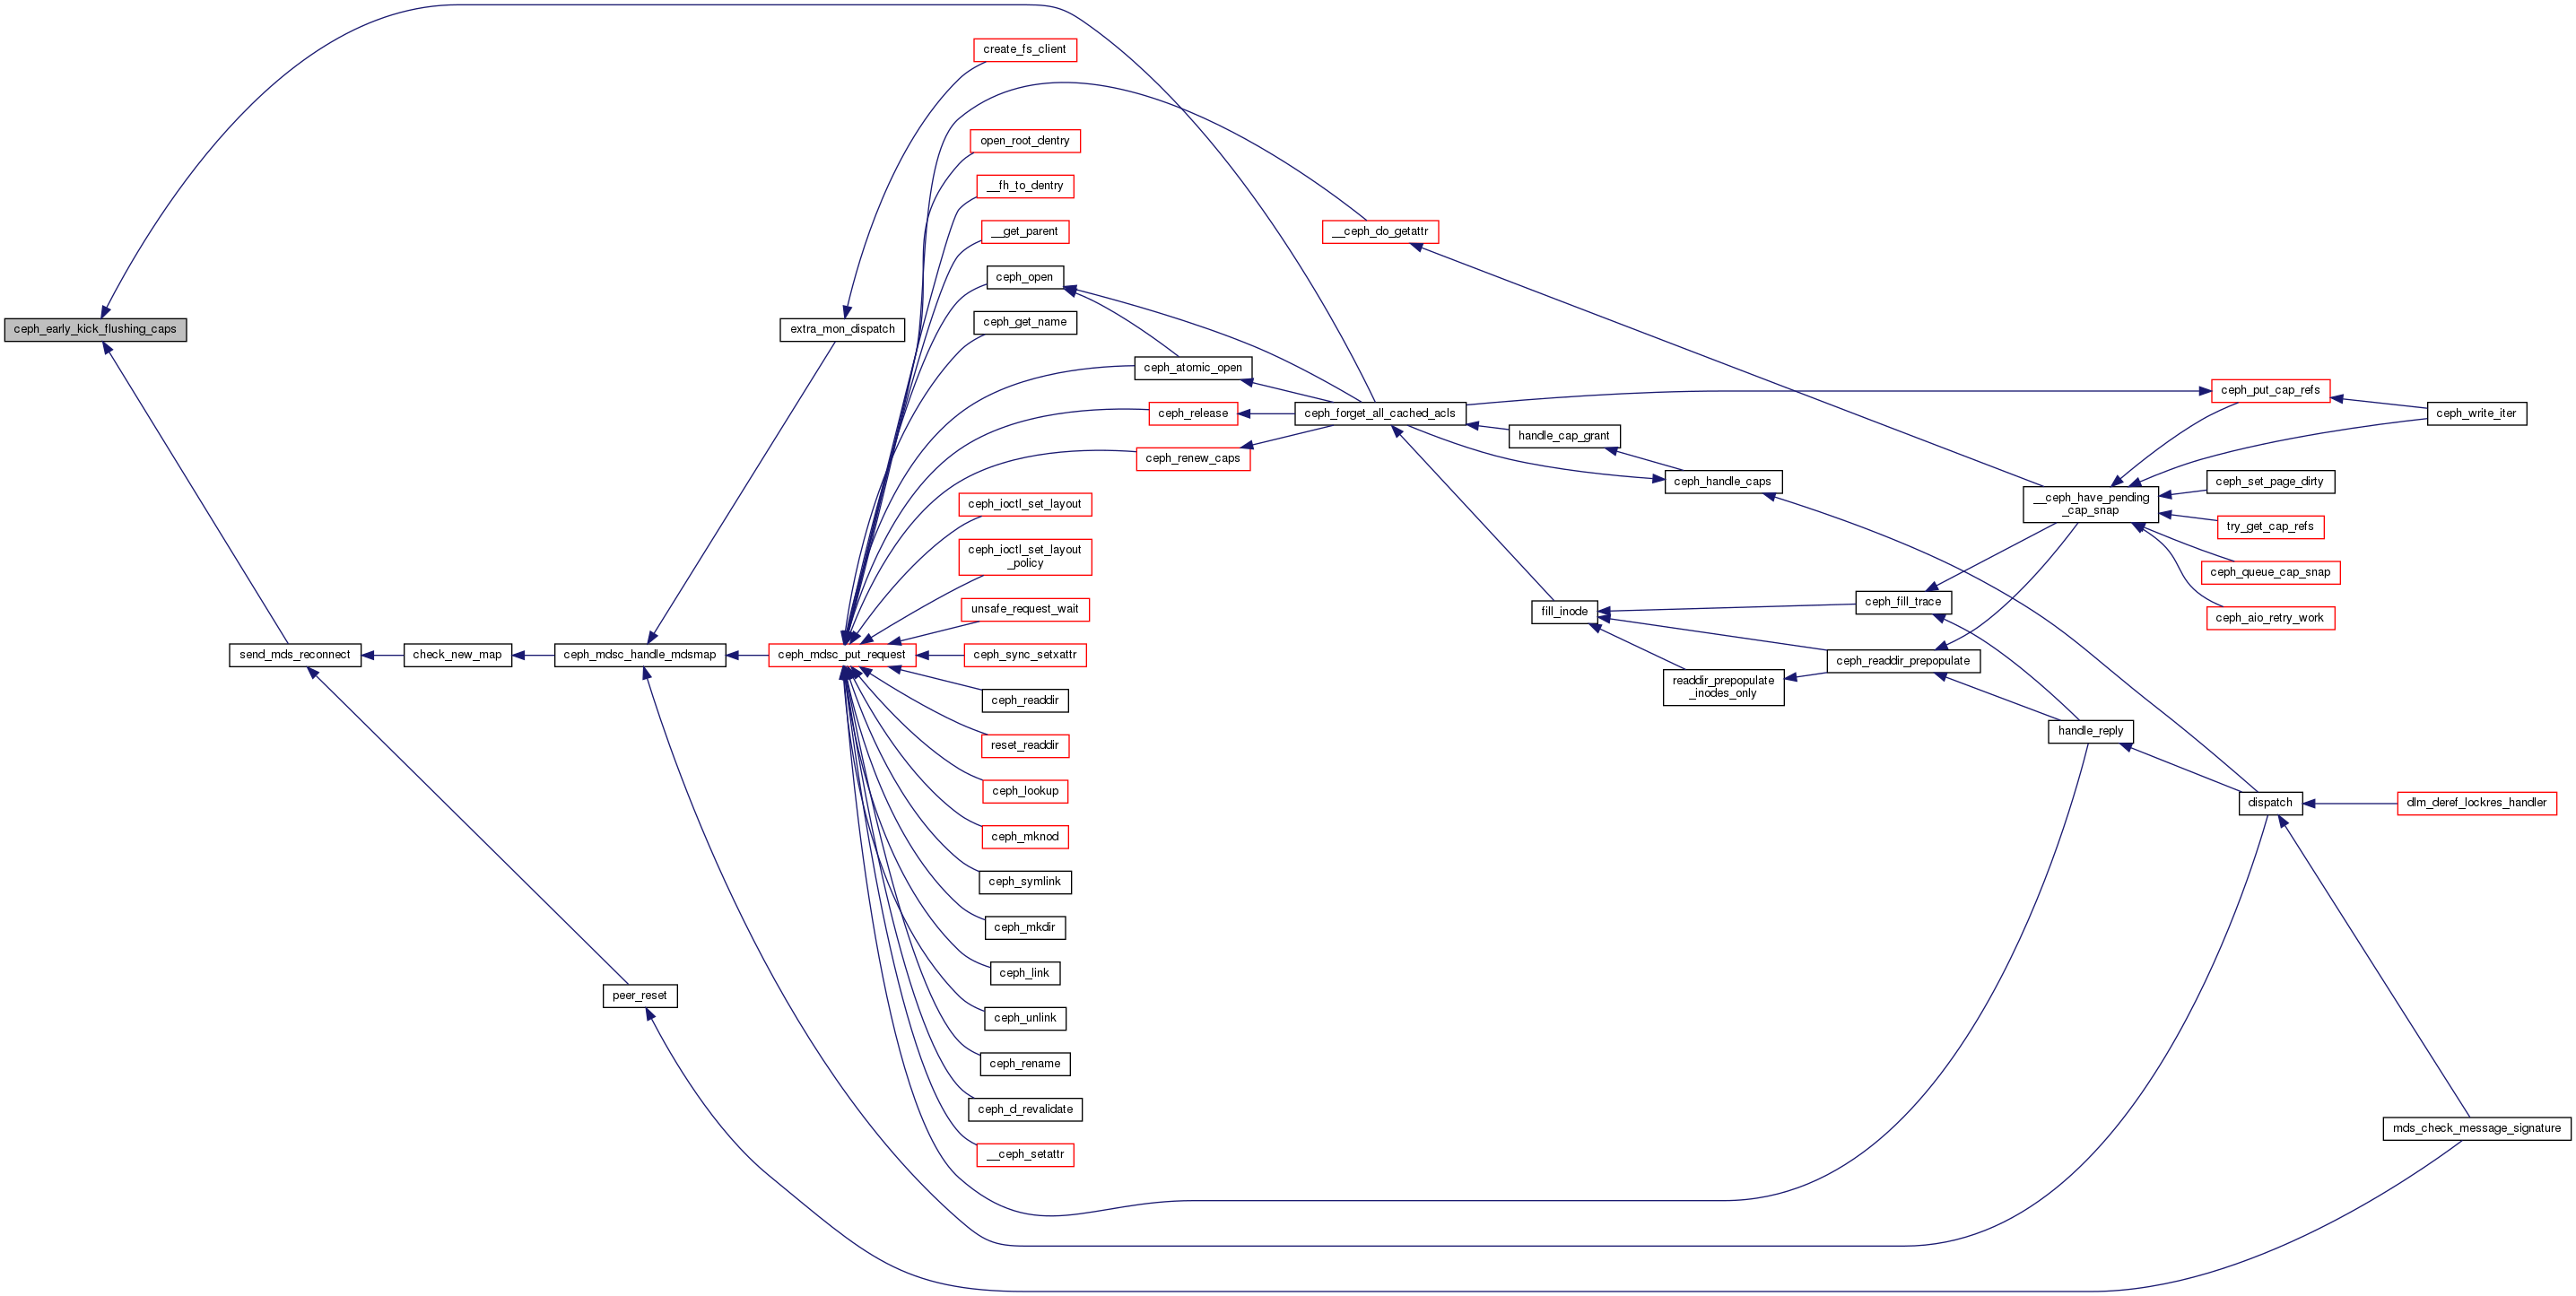 ceph_early_kick_flushing_caps
send_mds_reconnect
check_new_map
ceph_mdsc_handle_mdsmap
peer_reset
extra_mon_dispatch
ceph_mdsc_put_request
create_fs_client
open_root_dentry
__fh_to_dentry
__get_parent
ceph_open
ceph_get_name
ceph_atomic_open
ceph_release
ceph_renew_caps
ceph_ioctl_set_layout
ceph_ioctl_set_layout
_policy
unsafe_request_wait
ceph_sync_setxattr
ceph_readdir
reset_readdir
ceph_lookup
ceph_mknod
ceph_symlink
ceph_mkdir
ceph_link
ceph_unlink
ceph_rename
ceph_d_revalidate
__ceph_setattr
__ceph_do_getattr
ceph_forget_all_cached_acls
handle_cap_grant
ceph_handle_caps
fill_inode
readdir_prepopulate
_inodes_only
ceph_fill_trace
ceph_readdir_prepopulate
__ceph_have_pending
_cap_snap
handle_reply
ceph_put_cap_refs
ceph_write_iter
ceph_set_page_dirty
try_get_cap_refs
ceph_queue_cap_snap
ceph_aio_retry_work
dispatch
dlm_deref_lockres_handler
mds_check_message_signature